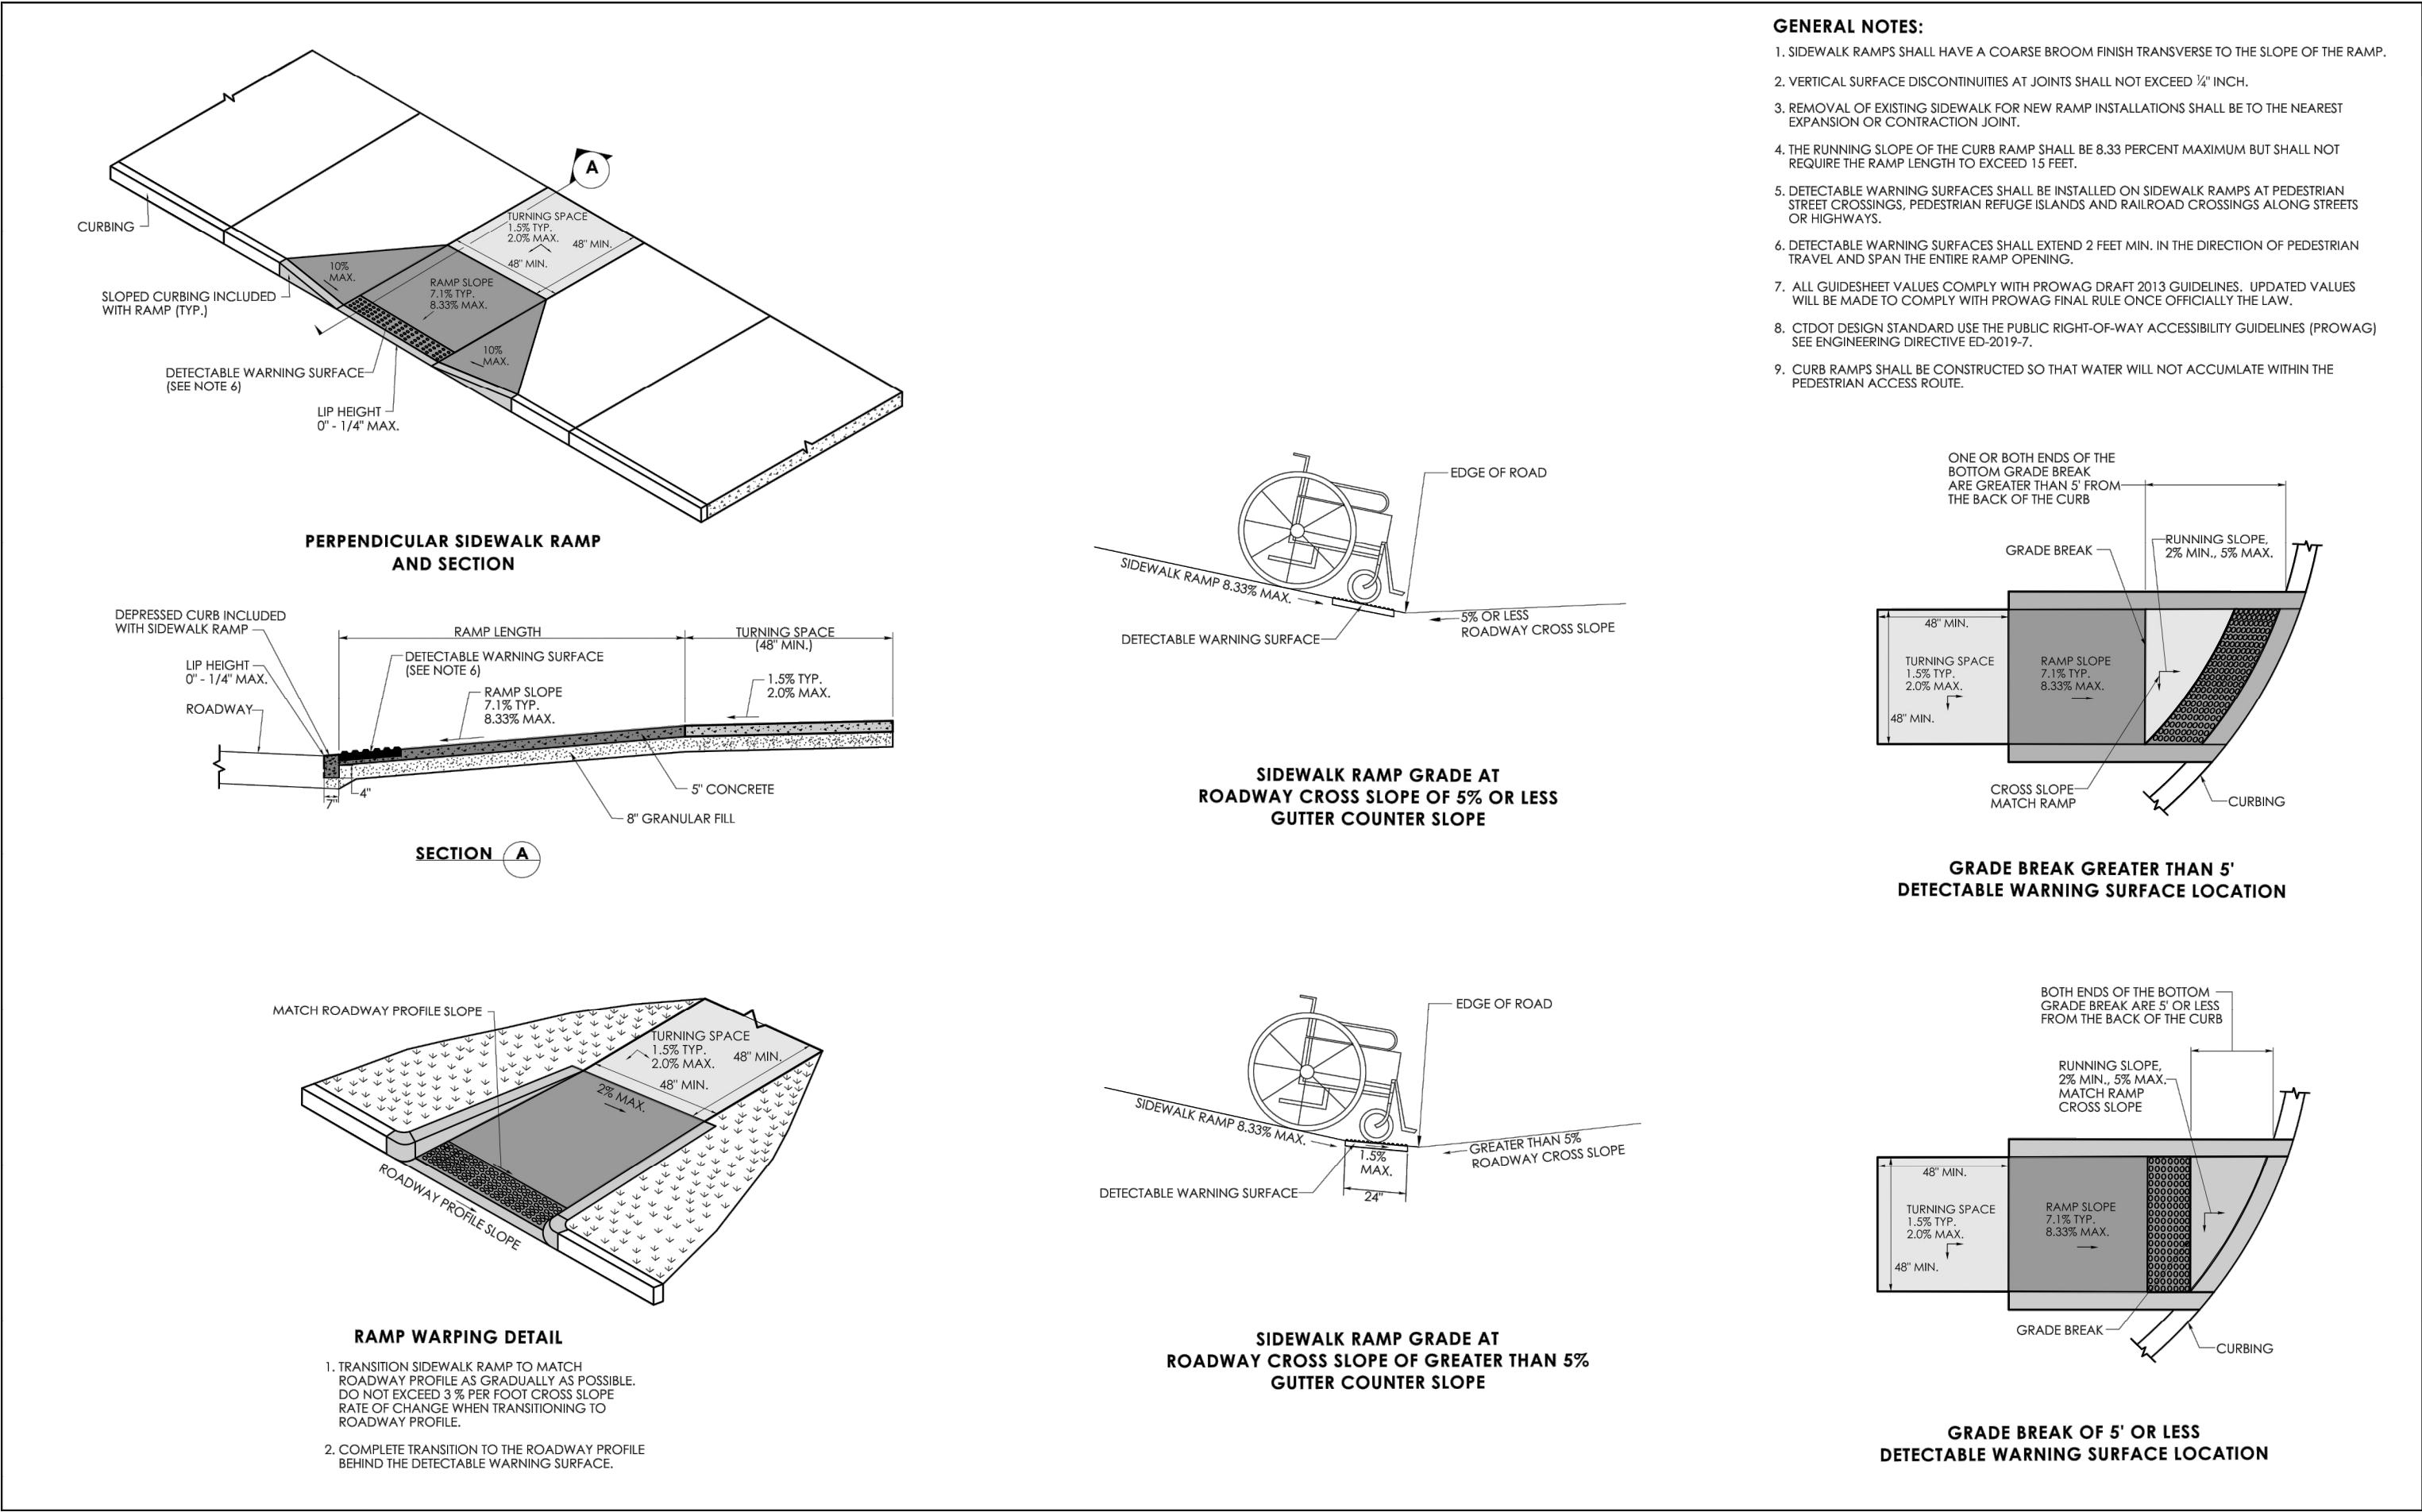 CURBING
SLOPED CURBING INCLUDED
WITH RAMP (TYP.)
DETECTABLE WARNING SURFACE
(SEE NOTE 6)
LIP HEIGHT
0" - 1/4" MAX.
10%
MAX.
RAMP SLOPE
7.1% TYP.
8.33% MAX.
10%
MAX.
TURNING SPACE
1.5% TYP.
2.0% MAX.
48" MIN.
48" MIN.
A
PERPENDICULAR SIDEWALK RAMP
AND SECTION
DEPRESSED CURB INCLUDED
WITH SIDEWALK RAMP
LIP HEIGHT
0" - 1/4" MAX.
ROADWAY
RAMP LENGTH
TURNING SPACE
(48" MIN.)
DETECTABLE WARNING SURFACE
(SEE NOTE 6)
RAMP SLOPE
7.1% TYP.
8.33% MAX.
1.5% TYP.
2.0% MAX.
7"
4"
5" CONCRETE
8" GRANULAR FILL
SECTION A
MATCH ROADWAY PROFILE SLOPE
TURNING SPACE
1.5% TYP.
2.0% MAX.
48" MIN.
48" MIN.
2% MAX.
ROADWAY PROFILE SLOPE
RAMP WARPING DETAIL
1. TRANSITION SIDEWALK RAMP TO MATCH
ROADWAY PROFILE AS GRADUALLY AS POSSIBLE.
DO NOT EXCEED 3 % PER FOOT CROSS SLOPE
RATE OF CHANGE WHEN TRANSITIONING TO
ROADWAY PROFILE.
2. COMPLETE TRANSITION TO THE ROADWAY PROFILE
BEHIND THE DETECTABLE WARNING SURFACE.
EDGE OF ROAD
SIDEWALK RAMP 8.33% MAX.
5% OR LESS
ROADWAY CROSS SLOPE
DETECTABLE WARNING SURFACE
SIDEWALK RAMP GRADE AT
ROADWAY CROSS SLOPE OF 5% OR LESS
GUTTER COUNTER SLOPE
EDGE OF ROAD
SIDEWALK RAMP 8.33% MAX.
GREATER THAN 5%
ROADWAY CROSS SLOPE
1.5%
MAX.
24"
DETECTABLE WARNING SURFACE
SIDEWALK RAMP GRADE AT
ROADWAY CROSS SLOPE OF GREATER THAN 5%
GUTTER COUNTER SLOPE
GENERAL NOTES:
1. SIDEWALK RAMPS SHALL HAVE A COARSE BROOM FINISH TRANSVERSE TO THE SLOPE OF THE RAMP.
2. VERTICAL SURFACE DISCONTINUITIES AT JOINTS SHALL NOT EXCEED ¼" INCH.
3. REMOVAL OF EXISTING SIDEWALK FOR NEW RAMP INSTALLATIONS SHALL BE TO THE NEAREST
EXPANSION OR CONTRACTION JOINT.
4. THE RUNNING SLOPE OF THE CURB RAMP SHALL BE 8.33 PERCENT MAXIMUM BUT SHALL NOT
REQUIRE THE RAMP LENGTH TO EXCEED 15 FEET.
5. DETECTABLE WARNING SURFACES SHALL BE INSTALLED ON SIDEWALK RAMPS AT PEDESTRIAN
STREET CROSSINGS, PEDESTRIAN REFUGE ISLANDS AND RAILROAD CROSSINGS ALONG STREETS
OR HIGHWAYS.
6. DETECTABLE WARNING SURFACES SHALL EXTEND 2 FEET MIN. IN THE DIRECTION OF PEDESTRIAN
TRAVEL AND SPAN THE ENTIRE RAMP OPENING.
7. ALL GUIDESHEET VALUES COMPLY WITH PROWAG DRAFT 2013 GUIDELINES. UPDATED VALUES
WILL BE MADE TO COMPLY WITH PROWAG FINAL RULE ONCE OFFICIALLY THE LAW.
8. CTDOT DESIGN STANDARD USE THE PUBLIC RIGHT-OF-WAY ACCESSIBILITY GUIDELINES (PROWAG)
SEE ENGINEERING DIRECTIVE ED-2019-7.
9. CURB RAMPS SHALL BE CONSTRUCTED SO THAT WATER WILL NOT ACCUMLATE WITHIN THE
PEDESTRIAN ACCESS ROUTE.
ONE OR BOTH ENDS OF THE
BOTTOM GRADE BREAK
ARE GREATER THAN 5' FROM
THE BACK OF THE CURB
GRADE BREAK
RUNNING SLOPE,
2% MIN., 5% MAX.
48" MIN.
TURNING SPACE
1.5% TYP.
2.0% MAX.
48" MIN.
RAMP SLOPE
7.1% TYP.
8.33% MAX.
CROSS SLOPE
MATCH RAMP
CURBING
GRADE BREAK GREATER THAN 5'
DETECTABLE WARNING SURFACE LOCATION
BOTH ENDS OF THE BOTTOM
GRADE BREAK ARE 5' OR LESS
FROM THE BACK OF THE CURB
RUNNING SLOPE,
2% MIN., 5% MAX.
MATCH RAMP
CROSS SLOPE
48" MIN.
TURNING SPACE
1.5% TYP.
2.0% MAX.
48" MIN.
RAMP SLOPE
7.1% TYP.
8.33% MAX.
GRADE BREAK
CURBING
GRADE BREAK OF 5' OR LESS
DETECTABLE WARNING SURFACE LOCATION